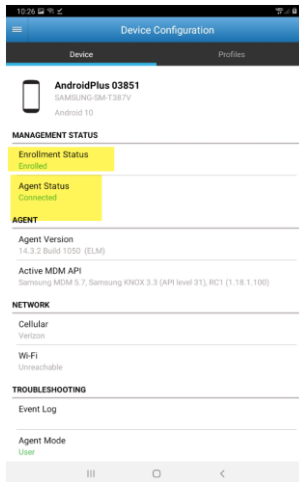 10:26
Device Configuration
Device
Profiles
AndroidPlus 03851
SAMSUNG-SM-T387V
Android 10
MANAGEMENT STATUS
Enrollment Status
Enrolled
Agent Status
Connected
AGENT
Agent Version
14.3.2 Build 1050 (ELM)
Active MDM API
Samsung MDM 5.7, Samsung KNOX 3.3 (API level 31), RC1 (1.18.1.100)
NETWORK
Cellular
Verizon
Wi-Fi
Unreachable
TROUBLESHOOTING
Event Log
Agent Mode
User